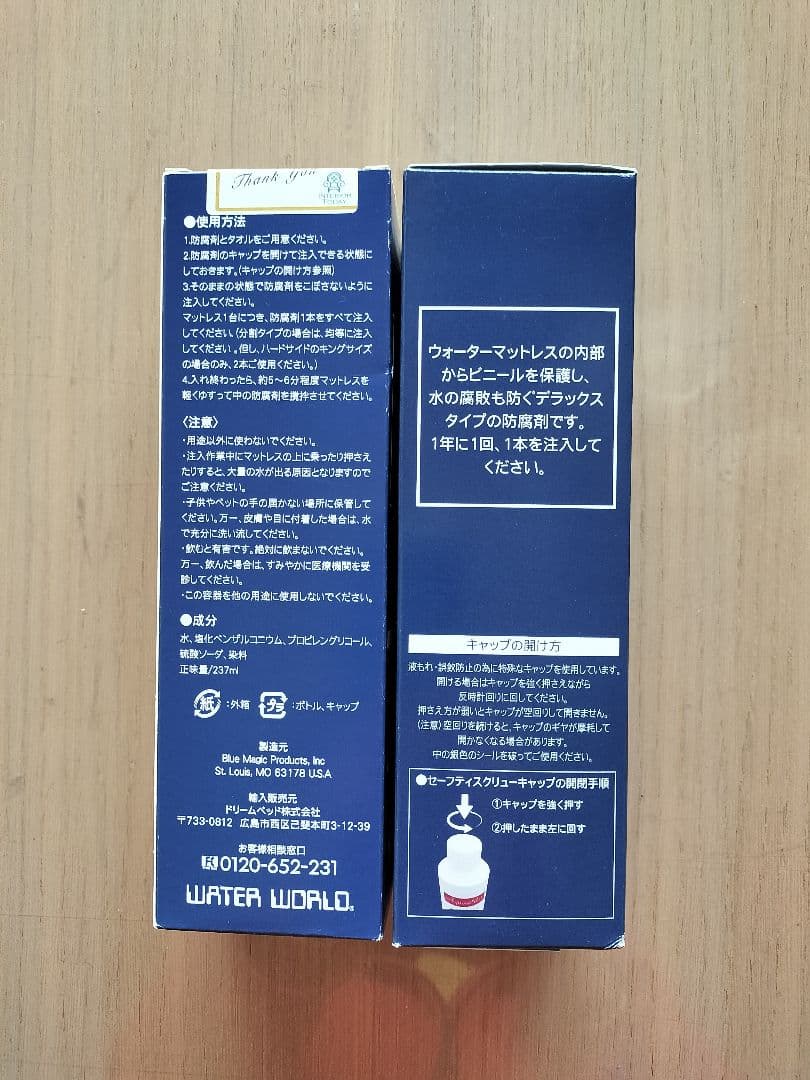 Thank you
INTERIOR
TODAY
●使用方法
1.防腐剤とタオルをご用意ください。
2.防腐剤のキャップを開けて注入できる状態に
しておきます。(キャップの開け方参照)
3.そのままの状態で防腐剤をこぼさないように
注入してください。
マットレス1台につき、防腐剤1本をすべて注入
してください。(分割タイプの場合は、均等に注入
してください。但し、ハードサイドのキングサイズ
の場合のみ、2本ご使用ください。)
4.入れ終わったら、約5〜6分程度マットレスを
軽くゆすって中の防腐剤を撹拌させてください。
〈注意〉
・用途以外に使わないでください。
・注入作業中にマットレスの上に乗ったり押さえ
たりすると、大量の水が出る原因となりますので
ご注意ください。
・子供やペットの手の届かない場所に保管して
ください。万一、皮膚や目に付着した場合は、水
で充分に洗い流してください。
・飲むと有害です。絶対に飲まないでください。
万一、飲んだ場合は、すみやかに医療機関を受
診してください。
・この容器を他の用途に使用しないでください。
●成分
水、塩化ベンザルコニウム、プロピレングリコール、
硫酸ソーダ、染料
正味量/237ml
紙:外箱 プラ:ボトル、キャップ
製造元
Blue Magic Products, Inc
St. Louis, MO 63178 U.S.A
輸入販売元
ドリームベッド株式会社
〒733-0812 広島市西区己斐本町3-12-39
お客様相談窓口
0120-652-231
WATER WORLD®
ウォーターマットレスの内部
からビニールを保護し、
水の腐敗も防ぐデラックス
タイプの防腐剤です。
1年に1回、1本を注入して
ください。
キャップの開け方
液もれ・誤飲防止の為に特殊なキャップを使用しています。
開ける場合はキャップを強く押さえながら
反時計回りに回してください。
押さえ方が弱いとキャップが空回りして開きません。
(注意)空回りを続けると、キャップのギヤが摩耗して
開かなくなる場合があります。
中の銀色のシールを破ってご使用ください。
●セーフティスクリューキャップの開閉手順
①キャップを強く押す
②押したまま左に回す